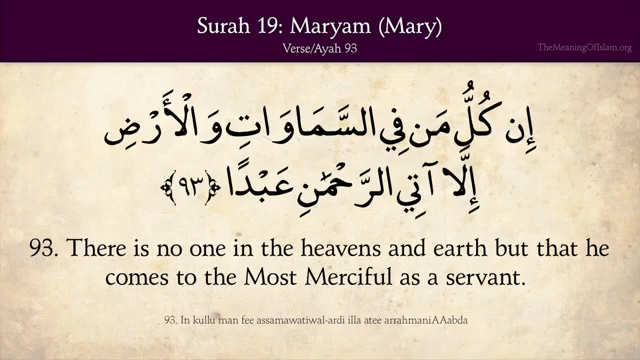 Surah 19: Maryam (Mary)
Verse/Ayah 93
TheMeaningOfIslam.org
إِن كُلُّ مَن فِي السَّمَاوَاتِ وَالْأَرْضِ
إِلَّا آتِي الرَّحْمَٰنِ عَبْدًا ﴿٩٣﴾
93. There is no one in the heavens and earth but that he
comes to the Most Merciful as a servant.
93. In kullu man fee assamawatiwal-ardi illa atee arrahmaniAAabda